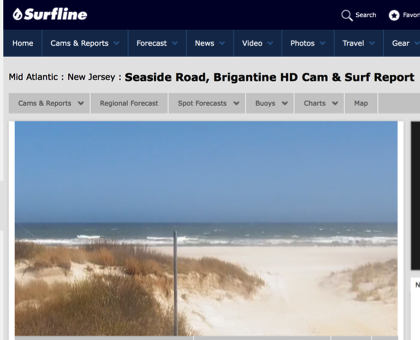 Surfline
Search
Home Cams & Reports Forecast News Video Photos Travel Gear
Mid Atlantic : New Jersey : Seaside Road, Brigantine HD Cam & Surf Report
Cams & Reports Regional Forecast Spot Forecasts Buoys Charts Map